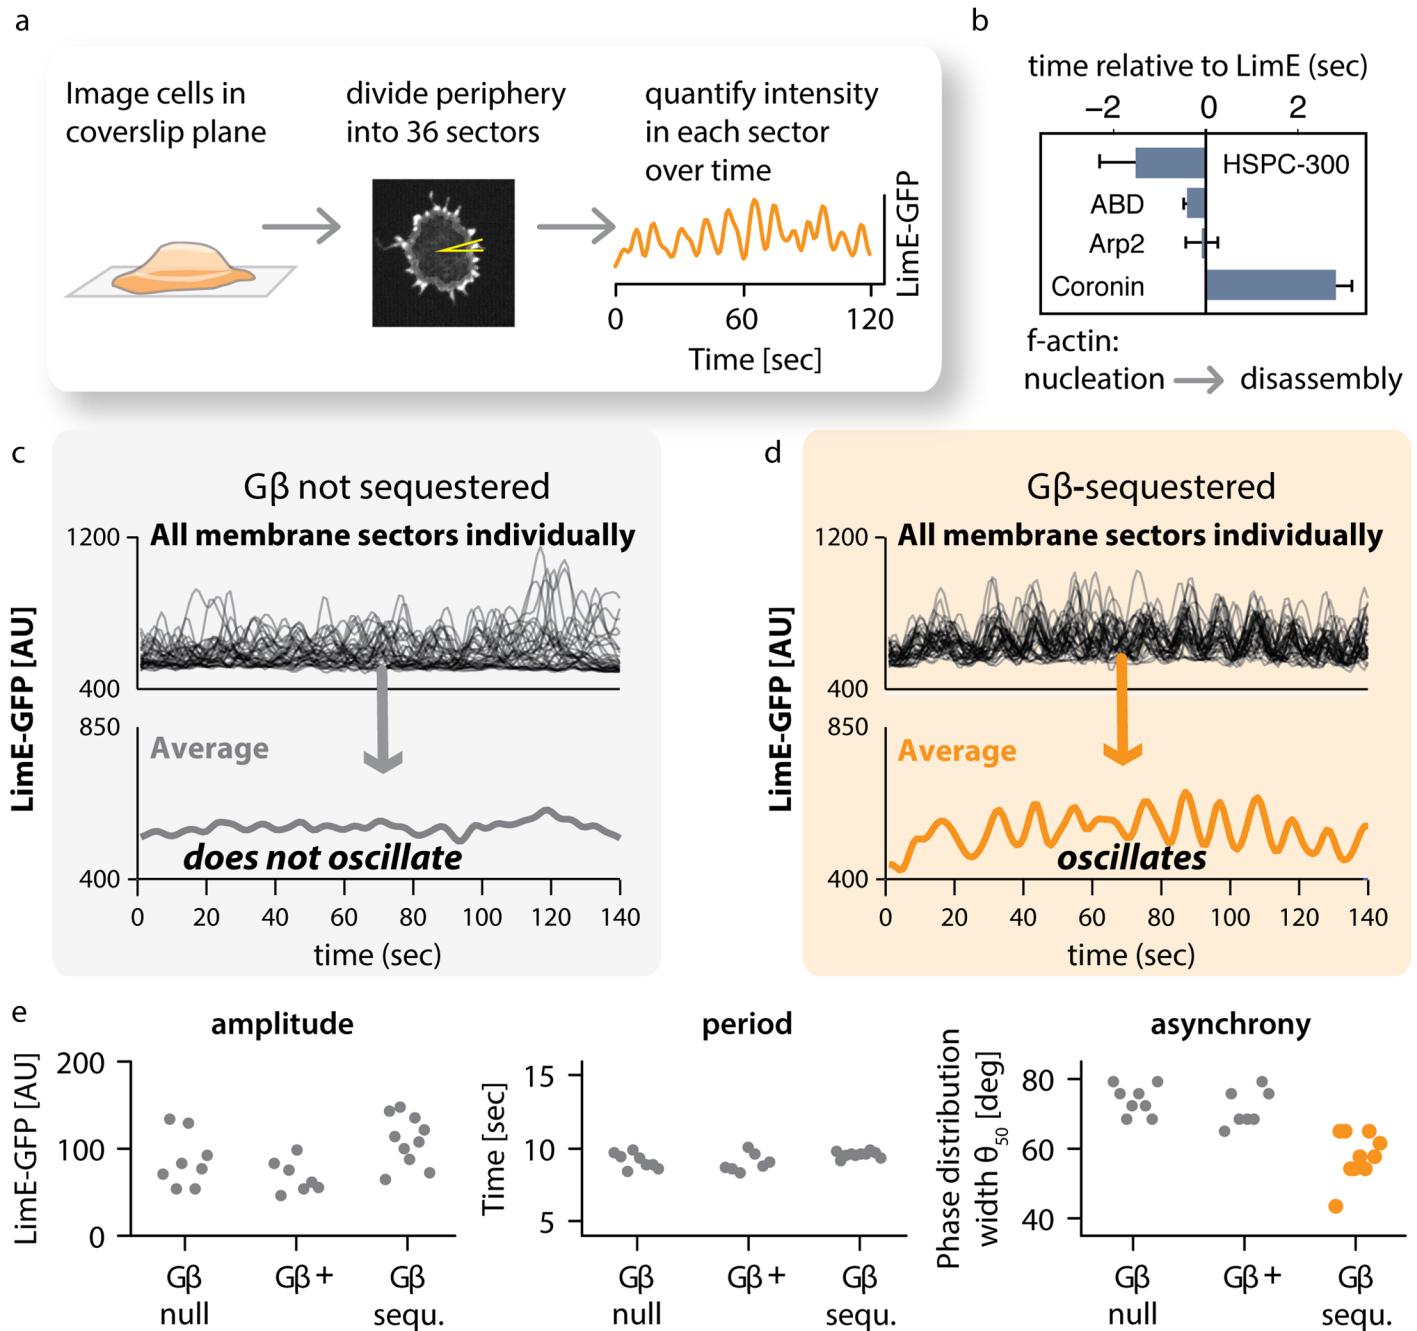 a
Image cells in
coverslip plane
divide periphery
into 36 sectors
quantify intensity
in each sector
over time
LimE-GFP
0 60 120
Time [sec]
b
time relative to LimE (sec)
−2 0 2
HSPC-300
ABD
Arp2
Coronin
f-actin:
nucleation
disassembly
c
Gβ not sequestered
LimE-GFP [AU]
1200
All membrane sectors individually
400
850
Average
does not oscillate
400
0 20 40 60 80 100 120 140
time (sec)
d
Gβ-sequestered
LimE-GFP [AU]
1200
All membrane sectors individually
400
850
Average
oscillates
400
0 20 40 60 80 100 120 140
time (sec)
e
amplitude
LimE-GFP [AU]
200
100
0
Gβ
null
Gβ+
Gβ
sequ.
period
Time [sec]
15
10
5
Gβ
null
Gβ+
Gβ
sequ.
asynchrony
Phase distribution
width θ50 [deg]
80
60
40
Gβ
null
Gβ+
Gβ
sequ.